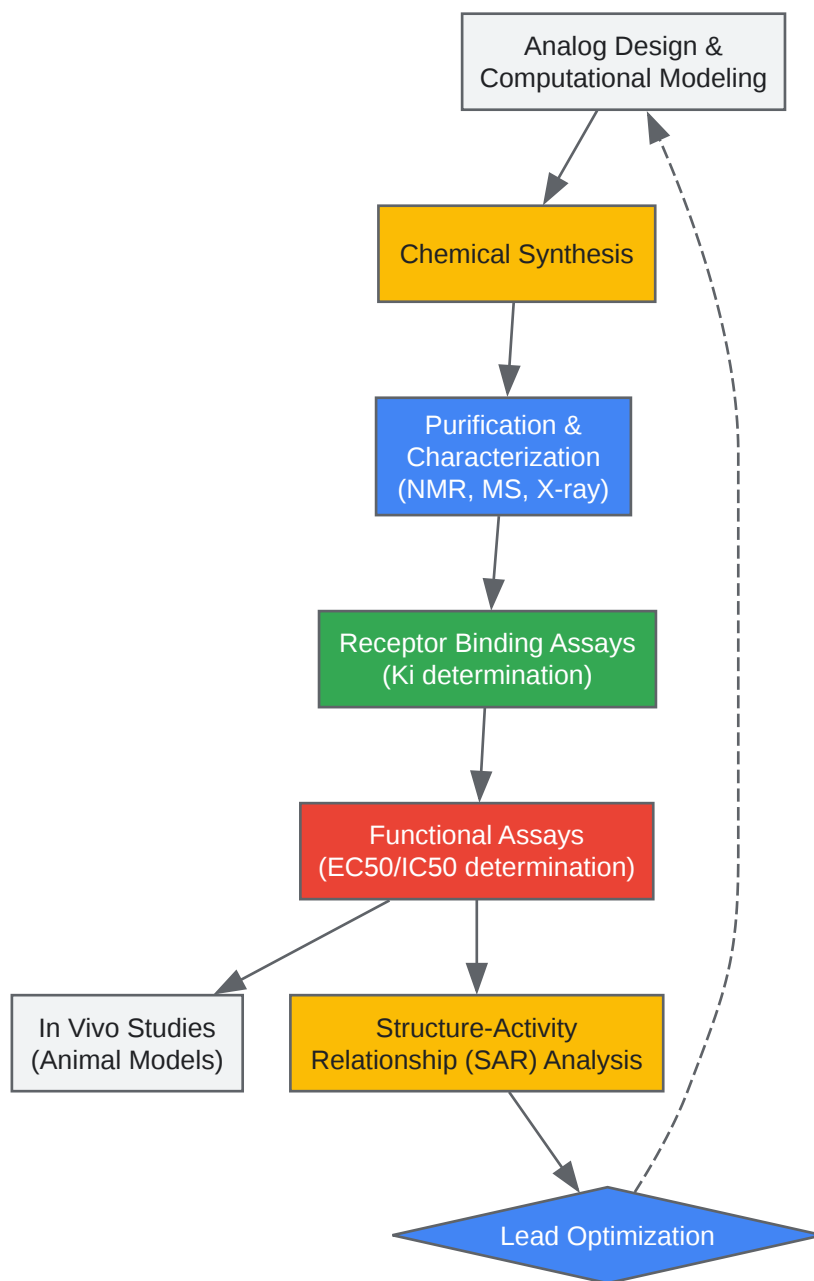 Analog Design &
Computational Modeling
Chemical Synthesis
Purification &
Characterization
(NMR, MS, X-ray)
Receptor Binding Assays
(Ki determination)
Functional Assays
(EC50/IC50 determination)
In Vivo Studies
(Animal Models)
Structure-Activity
Relationship (SAR) Analysis
Lead Optimization